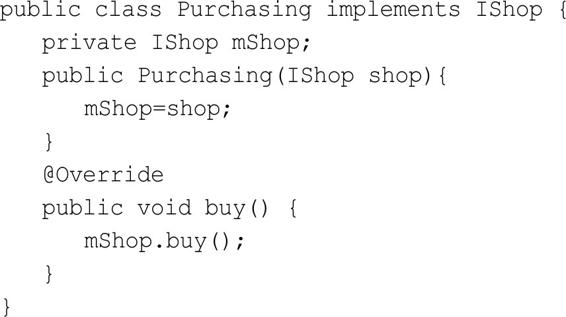 public class Purchasing implements IShop {
    private IShop mShop;
    public Purchasing(IShop shop){
        mShop=shop;
    }
    @Override
    public void buy() {
        mShop.buy();
    }
}